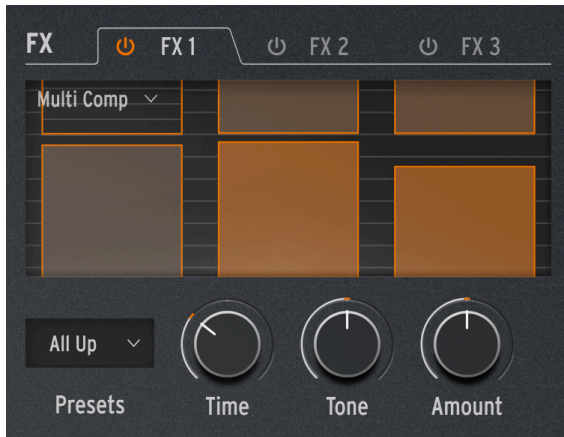 FX FX 1 FX 2 FX 3
Multi Comp
All Up
Presets Time Tone Amount